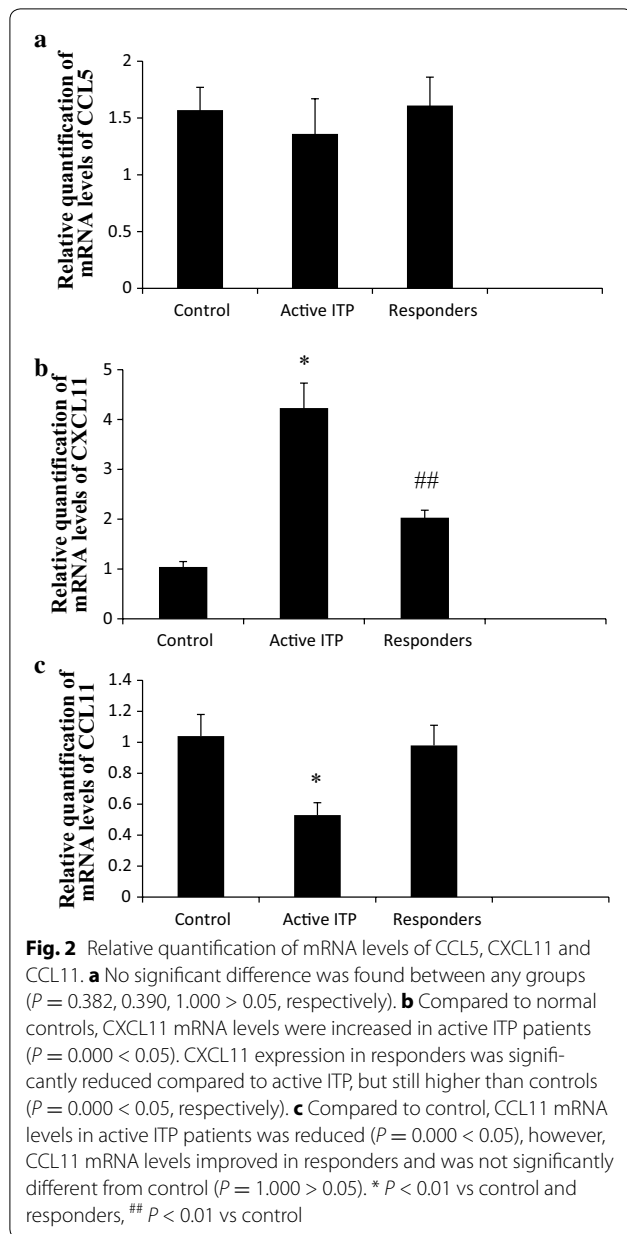 a
Relative quantification of
mRNA levels of CCL5
2
1.5
1
0.5
0
Control Active ITP Responders
b
Relative quantification of
mRNA levels of CXCL11
5
4
3
2
1
0
*
##
Control Active ITP Responders
c
Relative quantification of
mRNA levels of CCL11
1.4
1.2
1
0.8
0.6
0.4
0.2
0
*
Control Active ITP Responders
Fig. 2 Relative quantification of mRNA levels of CCL5, CXCL11 and
CCL11. a No significant difference was found between any groups
(P = 0.382, 0.390, 1.000 > 0.05, respectively). b Compared to normal
controls, CXCL11 mRNA levels were increased in active ITP patients
(P = 0.000 < 0.05). CXCL11 expression in responders was signifi-
cantly reduced compared to active ITP, but still higher than controls
(P = 0.000 < 0.05, respectively). c Compared to control, CCL11 mRNA
levels in active ITP patients was reduced (P = 0.000 < 0.05), however,
CCL11 mRNA levels improved in responders and was not significantly
different from control (P = 1.000 > 0.05). * P < 0.01 vs control and
responders, ## P < 0.01 vs control